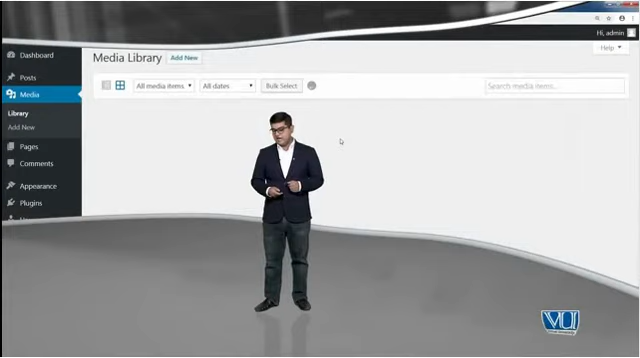 Hi, admin
Help
Dashboard
Media Library Add New
Posts
Media
All media items All dates Bulk Select Search media items...
Library
Add New
Pages
Comments
Appearance
Plugins
VU